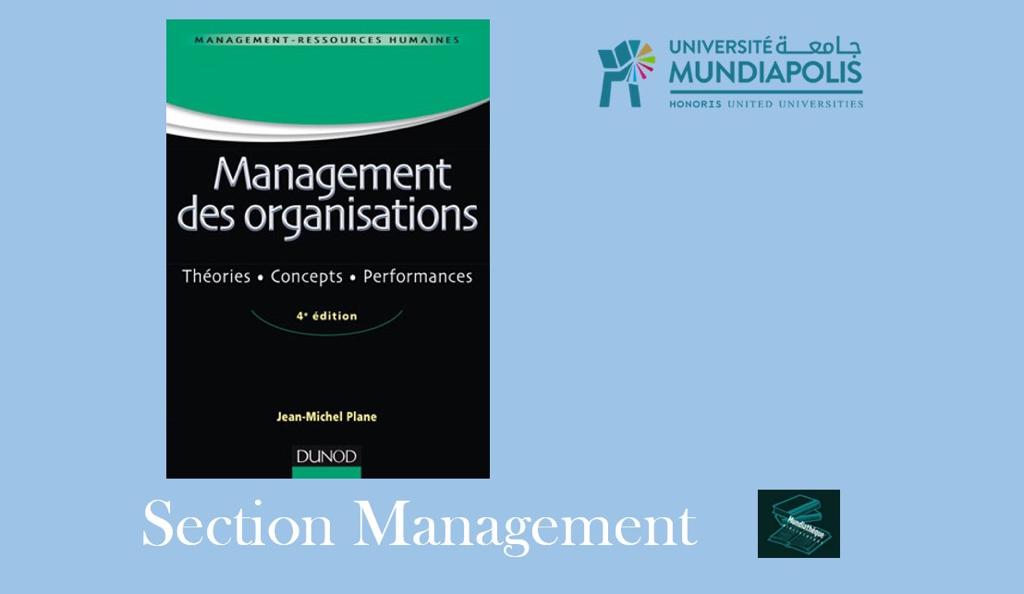 MANAGEMENT-RESSOURCES HUMAINES
Management
des organisations
Théories • Concepts • Performances
4e édition
Jean-Michel Plane
DUNOD
UNIVERSITÉ جامعة
MUNDIAPOLIS
HONORIS UNITED UNIVERSITIES
Section Management
Mundiathèque